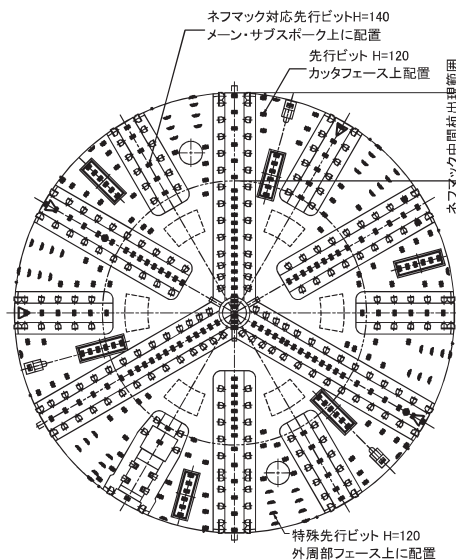 ネフマック対応先行ビットH=140
メーン・サブスポーク上に配置
先行ビット H=120
カッタフェース上配置
ネフマック中間杭出現範囲
特殊先行ビット H=120
外周部フェース上に配置